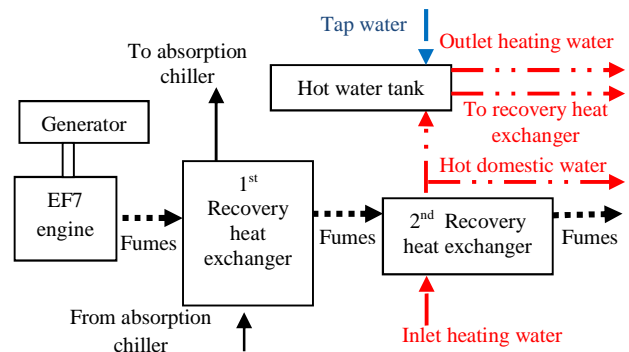 Tap water
Outlet heating water
To absorption
chiller
Hot water tank
To recovery heat
exchanger
Generator
Hot domestic water
1st
Recovery
heat
exchanger
EF7
engine
Fumes
Fumes
2nd Recovery
heat exchanger
Fumes
From absorption
chiller
Inlet heating water